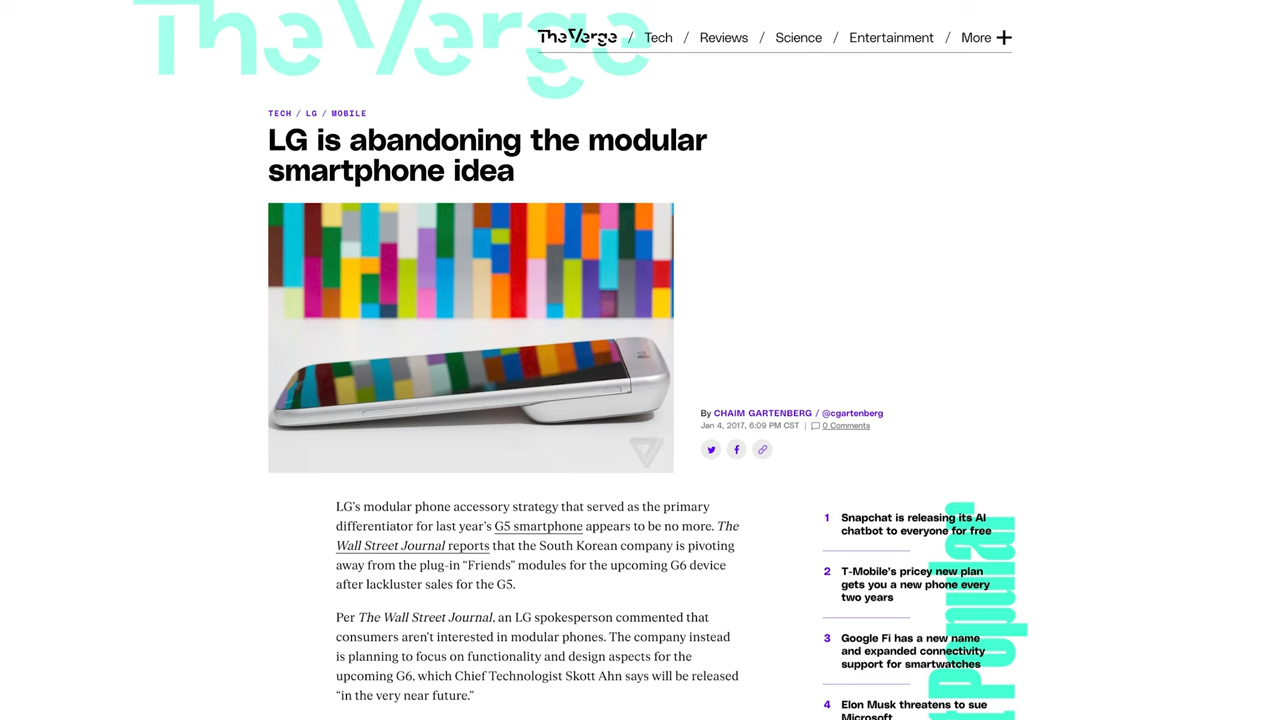 The Verge
The Verge / Tech / Reviews / Science / Entertainment / More +
TECH / LG / MOBILE
LG is abandoning the modular
smartphone idea
By CHAIM GARTENBERG / @cgartenberg
Jan 4, 2017, 6:09 PM CST | 0 Comments
LG’s modular phone accessory strategy that served as the primary
differentiator for last year’s G5 smartphone appears to be no more. The
Wall Street Journal reports that the South Korean company is pivoting
away from the plug-in “Friends” modules for the upcoming G6 device
after lackluster sales for the G5.
Per The Wall Street Journal, an LG spokesperson commented that
consumers aren’t interested in modular phones. The company instead
is planning to focus on functionality and design aspects for the
upcoming G6, which Chief Technologist Skott Ahn says will be released
“in the very near future.”
Popular
1 Snapchat is releasing its AI
chatbot to everyone for free
2 T-Mobile’s pricey new plan
gets you a new phone every
two years
3 Google Fi has a new name
and expanded connectivity
support for smartwatches
4 Elon Musk threatens to sue
Microsoft